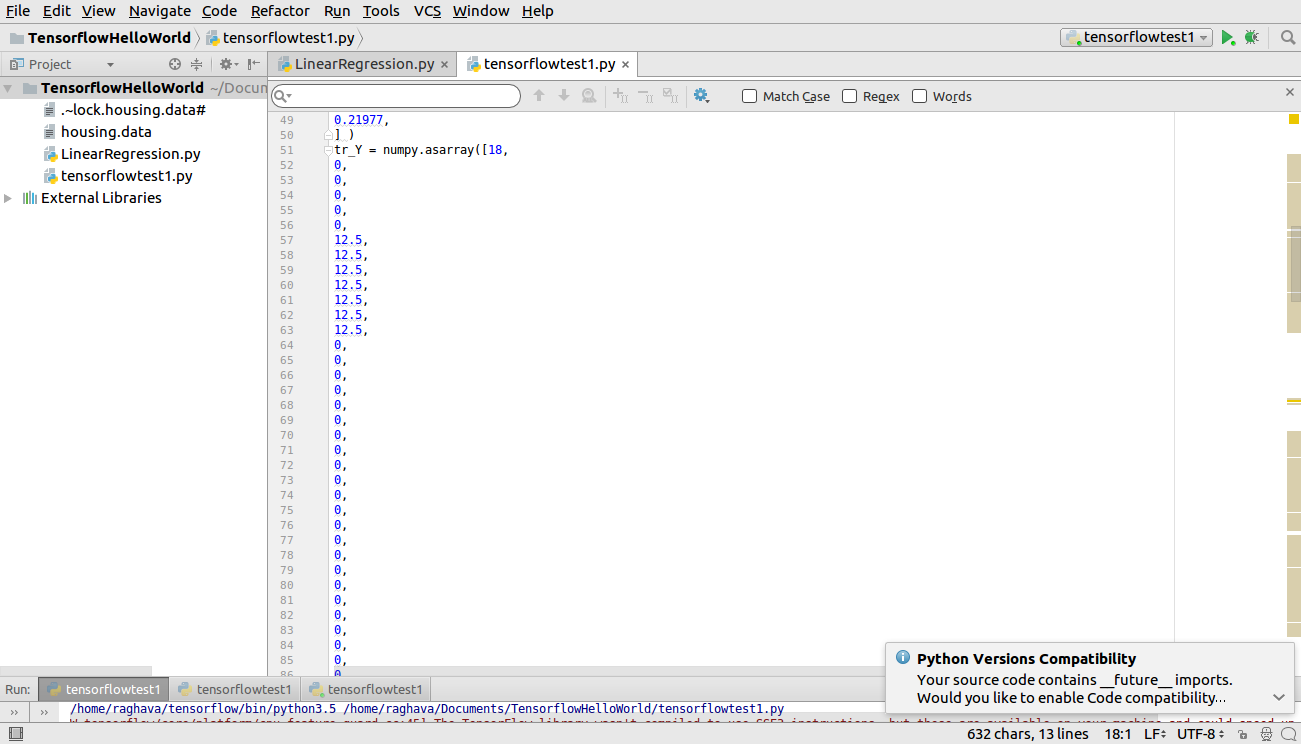 File Edit View Navigate Code Refactor Run Tools VCS Window Help
TensorflowHelloWorld tensorflowtest1.py tensorflowtest1
Project LinearRegression.py × tensorflowtest1.py ×
TensorflowHelloWorld ~/Docum
Match Case Regex Words
.~lock.housing.data#
housing.data
LinearRegression.py
tensorflowtest1.py
External Libraries
49 0.21977,
50 ] )
51 tr_Y = numpy.asarray([18,
52 0,
53 0,
54 0,
55 0,
56 0,
57 12.5,
58 12.5,
59 12.5,
60 12.5,
61 12.5,
62 12.5,
63 12.5,
64 0,
65 0,
66 0,
67 0,
68 0,
69 0,
70 0,
71 0,
72 0,
73 0,
74 0,
75 0,
76 0,
77 0,
78 0,
79 0,
80 0,
81 0,
82 0,
83 0,
84 0,
85 0,
86 0
Python Versions Compatibility
Your source code contains __future__ imports.
Would you like to enable Code compatibility...
Run: tensorflowtest1 tensorflowtest1 tensorflowtest1
/home/raghava/tensorflow/bin/python3.5 /home/raghava/Documents/TensorflowHelloWorld/tensorflowtest1.py
The TensorFlow library wasn't compiled to use SSE3 instructions, but these are available on your machine and could speed up
632 chars, 13 lines 18:1 LF UTF-8